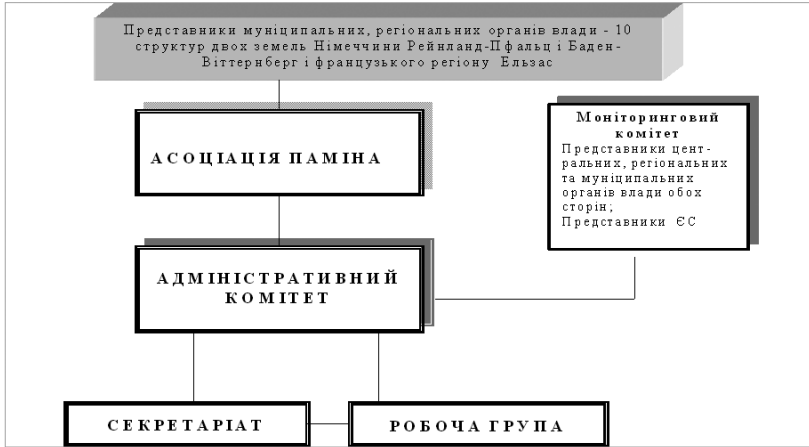 Представники муніципальних, регіональних органів влади - 10
структур двох земель Німеччини Рейнланд-Пфальц і Баден-
Віттернберг і французького регіону Ельзас
АСОЦІАЦІЯ ПАМІНА
Моніторинговий
комітет
Представники цент-
ральних, регіональних
та муніципальних
органів влади обох
сторін;
Представники ЄС
АДМІНІСТРАТИВНИЙ
КОМІТЕТ
СЕКРЕТАРІАТ
РОБОЧА ГРУПА